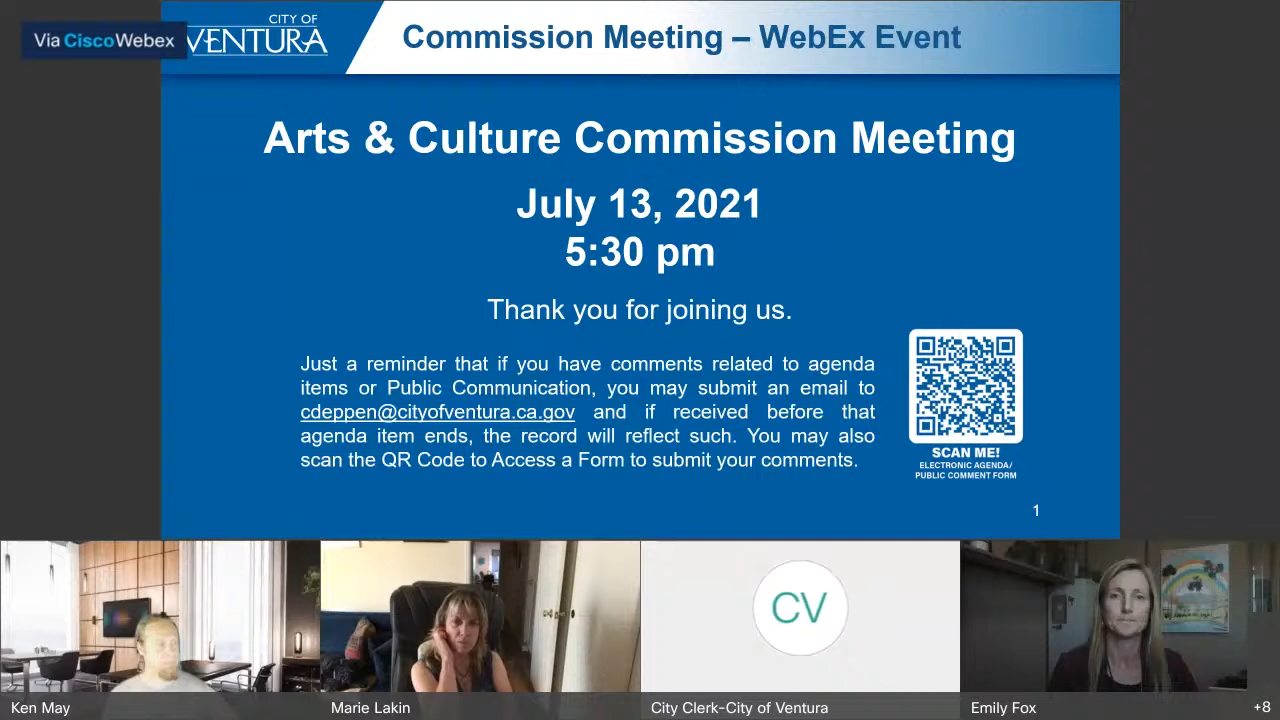 Via Cisco Webex
CITY OF
VENTURA
Commission Meeting – WebEx Event
Arts & Culture Commission Meeting
July 13, 2021
5:30 pm
Thank you for joining us.
Just a reminder that if you have comments related to agenda
items or Public Communication, you may submit an email to
cdeppen@cityofventura.ca.gov and if received before that
agenda item ends, the record will reflect such. You may also
scan the QR Code to Access a Form to submit your comments.
SCAN ME!
ELECTRONIC AGENDA/
PUBLIC COMMENT FORM
1
CV
Ken May
Marie Lakin
City Clerk-City of Ventura
Emily Fox
+8